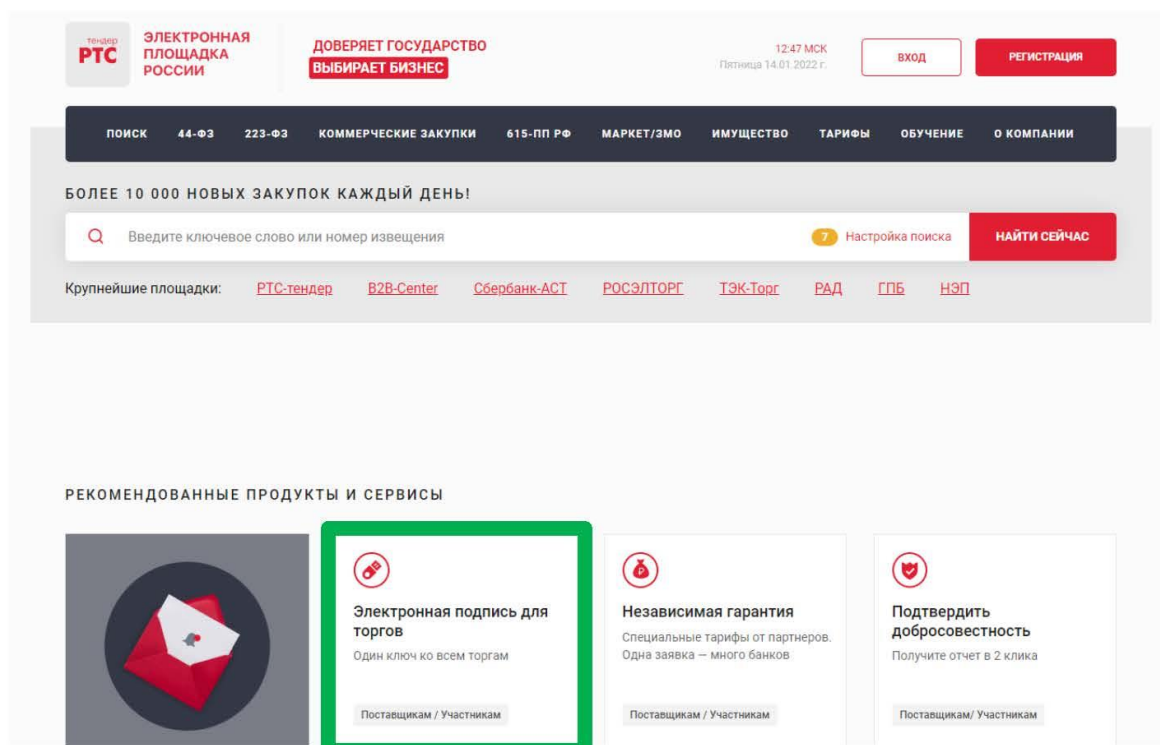 тендер
РТС
ЭЛЕКТРОННАЯ
ПЛОЩАДКА
РОССИИ
ДОВЕРЯЕТ ГОСУДАРСТВО
ВЫБИРАЕТ БИЗНЕС
12:47 МСК
Пятница 14.01.2022 г.
ВХОД
РЕГИСТРАЦИЯ
ПОИСК 44-ФЗ 223-ФЗ КОММЕРЧЕСКИЕ ЗАКУПКИ 615-ПП РФ МАРКЕТ/ЗМО ИМУЩЕСТВО ТАРИФЫ ОБУЧЕНИЕ О КОМПАНИИ
БОЛЕЕ 10 000 НОВЫХ ЗАКУПОК КАЖДЫЙ ДЕНЬ!
Введите ключевое слово или номер извещения 7 Настройка поиска НАЙТИ СЕЙЧАС
Крупнейшие площадки: РТС-тендер B2B-Center Сбербанк-АСТ РОСЭЛТОРГ ТЭК-Торг РАД ГПБ НЭП
РЕКОМЕНДОВАННЫЕ ПРОДУКТЫ И СЕРВИСЫ
Электронная подпись для
торгов
Один ключ ко всем торгам
Поставщикам / Участникам
Независимая гарантия
Специальные тарифы от партнеров.
Одна заявка — много банков
Поставщикам / Участникам
Подтвердить
добросовестность
Получите отчет в 2 клика
Поставщикам/ Участникам